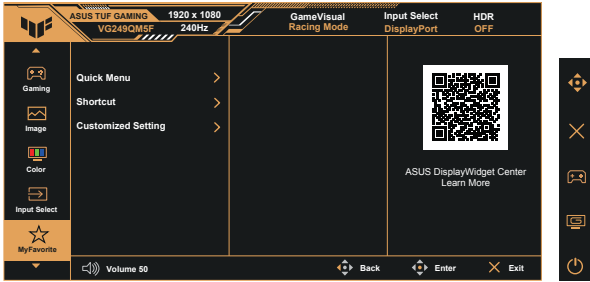 ASUS TUF GAMING
VG249QM5F
1920 x 1080
240Hz
GameVisual
Racing Mode
Input Select
DisplayPort
HDR
OFF
Gaming
Image
Color
Input Select
MyFavorite
Quick Menu
Shortcut
Customized Setting
ASUS DisplayWidget Center
Learn More
Volume 50
Back
Enter
Exit